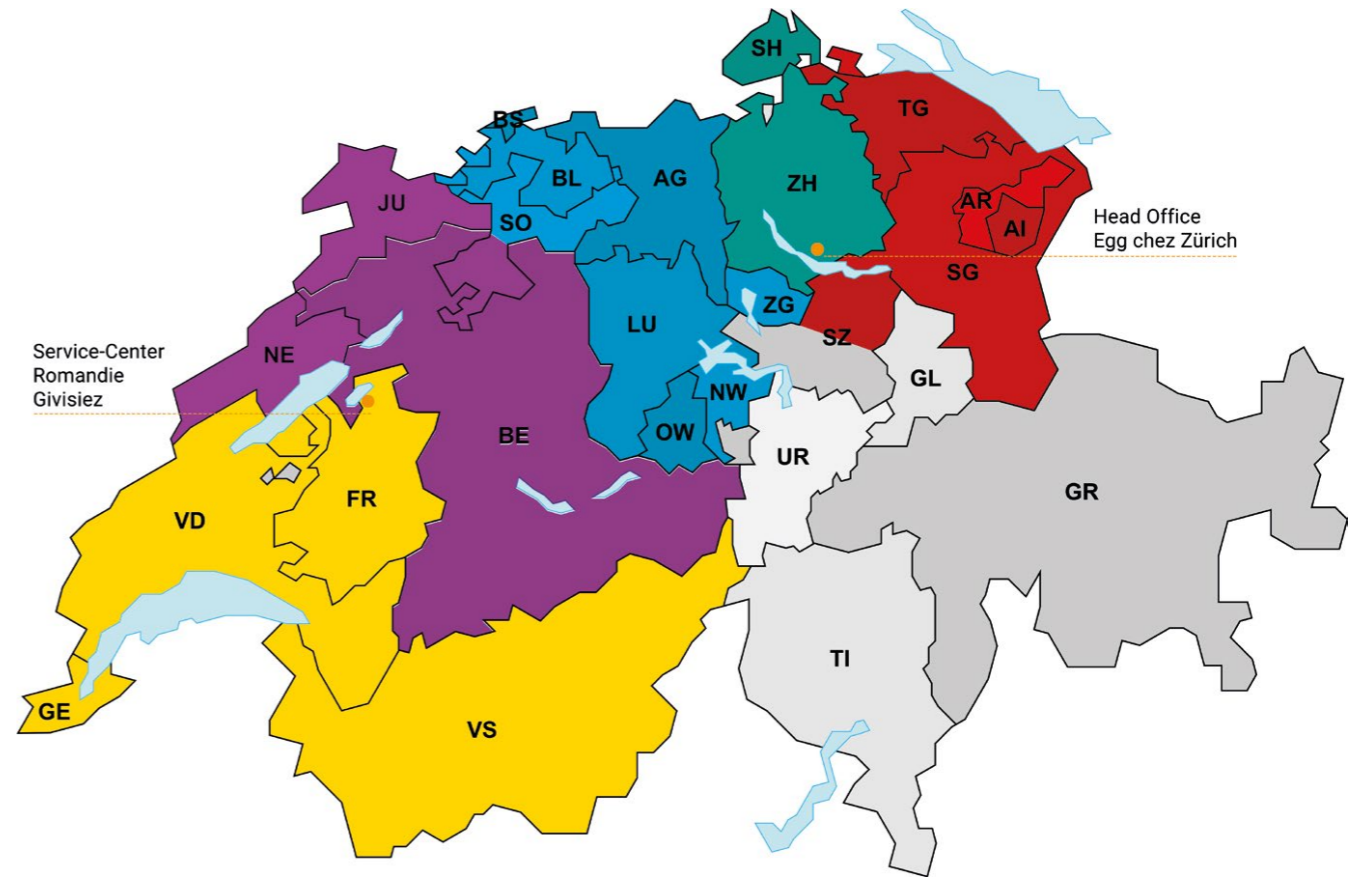 SH
BS
TG
BL
AG
ZH
JU
AR
SO
AI
Head Office
Egg chez Zürich
SG
ZG
LU
SZ
Service-Center
Romandie
Givisiez
NE
GL
NW
BE
OW
UR
GR
FR
VD
TI
GE
VS